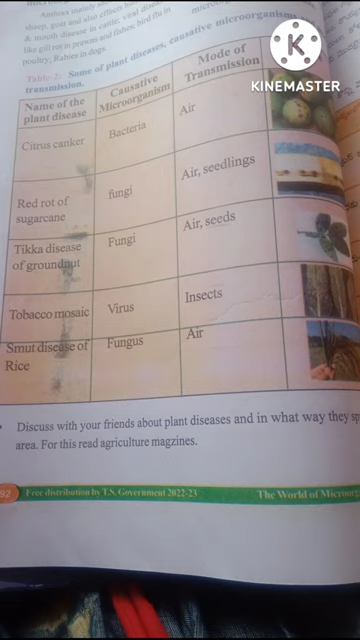 Anthrax mainly
sheep, goat and also effects
& mouth disease in cattle, viral
like gill rot in prawns and fishes, bird flu in
poultry, Rabies in dogs.
Table-2: Some of plant diseases, causative microorganisms
transmission.
Name of the plant disease
Causative Microorganism
Mode of Transmission
Citrus canker
Bacteria
Air
Red rot of sugarcane
fungi
Air, seedlings
Tikka disease of groundnut
Fungi
Air, seeds
Tobacco mosaic
Virus
Insects
Smut disease of Rice
Fungus
Air
Discuss with your friends about plant diseases and in what way they
area. For this read agriculture magzines.
92
Free distribution by T.S. Government 2022-23
The World of
KINEMASTER